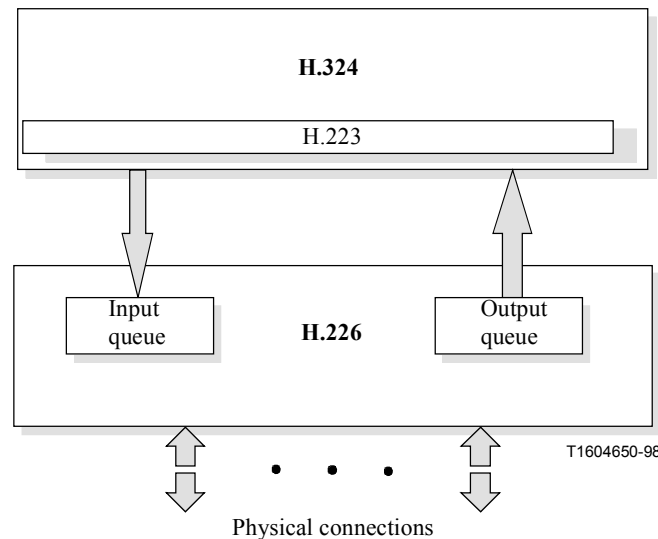 H.324
H.223
Input
queue
H.226
Output
queue
T1604650-98
Physical connections